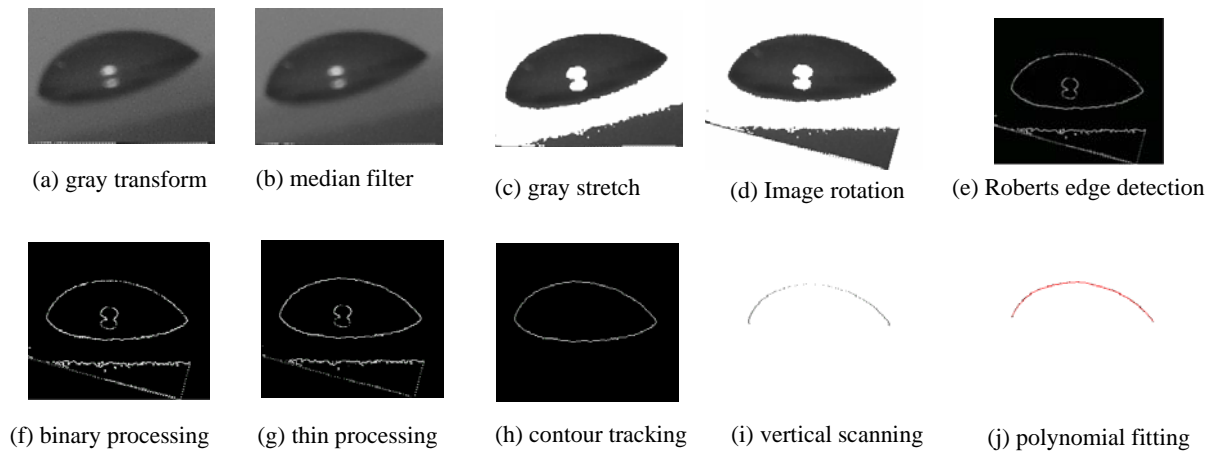 (a) gray transform
(b) median filter
(c) gray stretch
(d) Image rotation
(e) Roberts edge detection
(f) binary processing
(g) thin processing
(h) contour tracking
(i) vertical scanning
(j) polynomial fitting